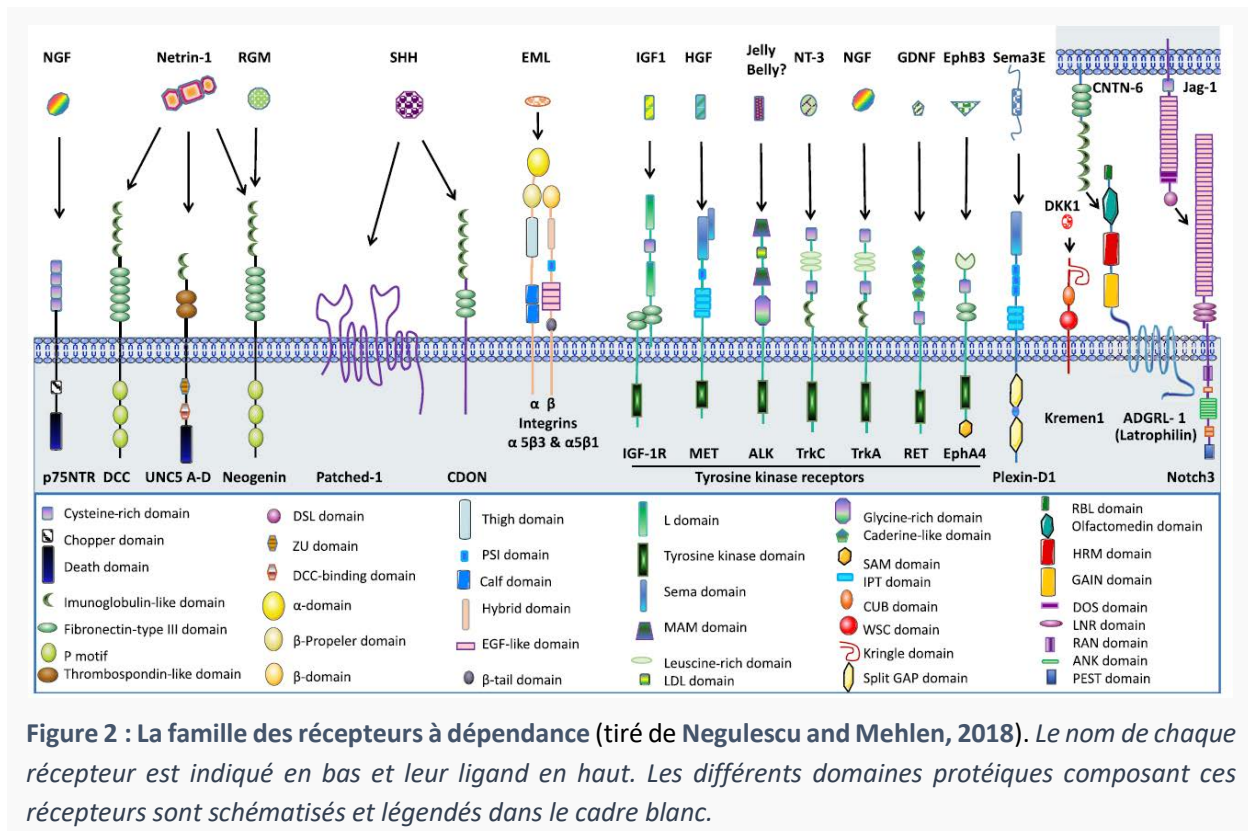 NGF Netrin-1 RGM SHH EML IGF1 HGF Jelly Belly? NT-3 NGF GDNF EphB3 Sema3E
CNTN-6 Jag-1
DKK1
α β
Integrins
α 5β3 & α5β1
Kremen1 ADGRL- 1
(Latrophilin)
IGF-1R MET ALK TrkC TrkA RET EphA4
p75NTR DCC UNC5 A-D Neogenin Patched-1 CDON Tyrosine kinase receptors Plexin-D1 Notch3
Cysteine-rich domain
Chopper domain
Death domain
Imunoglobulin-like domain
Fibronectin-type III domain
P motif
Thrombospondin-like domain
DSL domain
ZU domain
DCC-binding domain
α-domain
β-Propeler domain
β-domain
Thigh domain
PSI domain
Calf domain
Hybrid domain
EGF-like domain
β-tail domain
L domain
Tyrosine kinase domain
Sema domain
MAM domain
Leuscine-rich domain
LDL domain
Glycine-rich domain
Caderine-like domain
SAM domain
IPT domain
CUB domain
WSC domain
Kringle domain
Split GAP domain
RBL domain
Olfactomedin domain
HRM domain
GAIN domain
DOS domain
LNR domain
RAN domain
ANK domain
PEST domain
Figure 2 : La famille des récepteurs à dépendance (tiré de Negulescu and Mehlen, 2018). Le nom de chaque
récepteur est indiqué en bas et leur ligand en haut. Les différents domaines protéiques composant ces
récepteurs sont schématisés et légendés dans le cadre blanc.